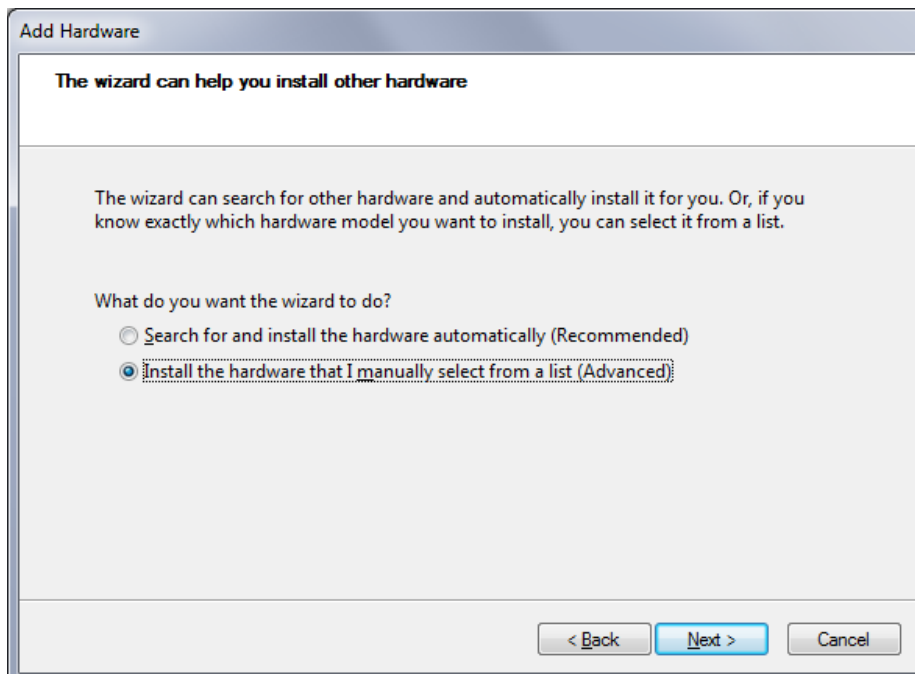 Add Hardware
The wizard can help you install other hardware
The wizard can search for other hardware and automatically install it for you. Or, if you
know exactly which hardware model you want to install, you can select it from a list.
What do you want the wizard to do?
Search for and install the hardware automatically (Recommended)
Install the hardware that I manually select from a list (Advanced)
< Back Next > Cancel